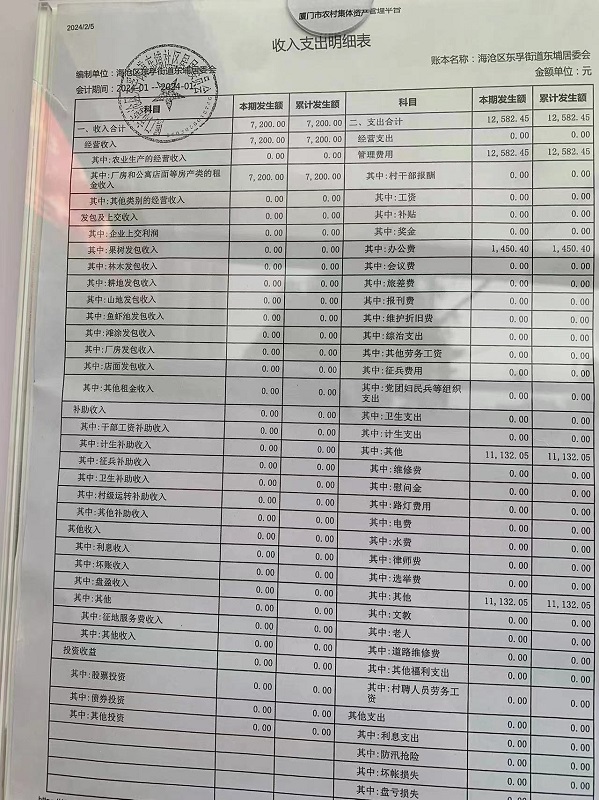 2024/2/5
厦门市农村集体资产管理平台
收入支出明细表
编制单位：海沧区东孚街道东埔居委会
账本名称：海沧区东孚街道东埔居委会
会计期间：2024-01 -- 2024-01
金额单位：元
科目 本期发生额 累计发生额 科目 本期发生额 累计发生额
一、收入合计 7,200.00 7,200.00 二、支出合计 12,582.45 12,582.45
经营收入 7,200.00 7,200.00 经营支出 0.00 0.00
其中:农业生产的经营收入 0.00 0.00 管理费用 12,582.45 12,582.45
其中:厂房和公寓店面等房产类的租金收入 7,200.00 7,200.00 其中:村干部报酬 0.00 0.00
其中:其他类别的经营收入 0.00 0.00 其中:工资 0.00 0.00
发包及上交收入 0.00 0.00 其中:补贴 0.00 0.00
其中:企业上交利润 0.00 0.00 其中:奖金 0.00 0.00
其中:果树发包收入 0.00 0.00 其中:办公费 1,450.40 1,450.40
其中:林木发包收入 0.00 0.00 其中:会议费 0.00 0.00
其中:耕地发包收入 0.00 0.00 其中:旅差费 0.00 0.00
其中:山地发包收入 0.00 0.00 其中:报刊费 0.00 0.00
其中:鱼虾池发包收入 0.00 0.00 其中:维护折旧费 0.00 0.00
其中:滩涂发包收入 0.00 0.00 其中:综治支出 0.00 0.00
其中:厂房发包收入 0.00 0.00 其中:其他劳务工资 0.00 0.00
其中:店面发包收入 0.00 0.00 其中:征兵费用 0.00 0.00
其中:其他租金收入 0.00 0.00 其中:党团妇民兵等组织支出 0.00 0.00
补助收入 0.00 0.00 其中:卫生支出 0.00 0.00
其中:干部工资补助收入 0.00 0.00 其中:计生支出 0.00 0.00
其中:计生补助收入 0.00 0.00 其中:其他 11,132.05 11,132.05
其中:征兵补助收入 0.00 0.00 其中:维修费 0.00 0.00
其中:卫生补助收入 0.00 0.00 其中:慰问金 0.00 0.00
其中:村级运转补助收入 0.00 0.00 其中:路灯费用 0.00 0.00
其中:其他补助收入 0.00 0.00 其中:电费 0.00 0.00
其他收入 0.00 0.00 其中:水费 0.00 0.00
其中:利息收入 0.00 0.00 其中:律师费 0.00 0.00
其中:坏账收入 0.00 0.00 其中:选举费 0.00 0.00
其中:盘盈收入 0.00 0.00 其中:其他 11,132.05 11,132.05
其中:其他 0.00 0.00 其中:文教 0.00 0.00
其中:征地服务费收入 0.00 0.00 其中:老人 0.00 0.00
其中:其他收入 0.00 0.00 其中:道路维修费 0.00 0.00
投资收益 0.00 0.00 其中:其他福利支出 0.00 0.00
其中:股票投资 0.00 0.00 其中:村聘人员劳务工资 0.00 0.00
其中:债券投资 0.00 0.00 其他支出 0.00 0.00
其中:其他投资 0.00 0.00 其中:利息支出 0.00 0.00
其中:防汛抢险 0.00 0.00
其中:坏帐损失 0.00 0.00
其中:盘亏损失 0.00 0.00